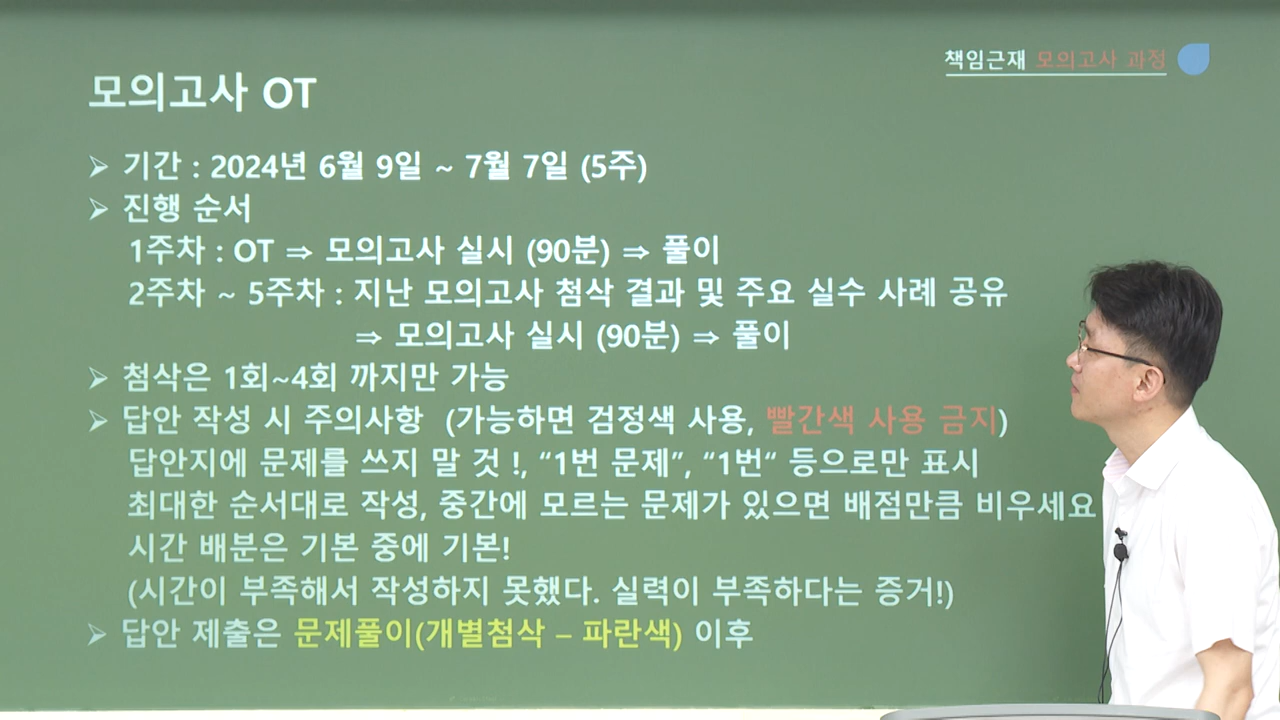 책임근재 모의고사 과정
모의고사 OT
➢ 기간 : 2024년 6월 9일 ~ 7월 7일 (5주)
➢ 진행 순서
1주차 : OT ⇒ 모의고사 실시 (90분) ⇒ 풀이
2주차 ~ 5주차 : 지난 모의고사 첨삭 결과 및 주요 실수 사례 공유
⇒ 모의고사 실시 (90분) ⇒ 풀이
➢ 첨삭은 1회~4회 까지만 가능
➢ 답안 작성 시 주의사항 (가능하면 검정색 사용, 빨간색 사용 금지)
답안지에 문제를 쓰지 말 것 !, “1번 문제”, “1번“ 등으로만 표시
최대한 순서대로 작성, 중간에 모르는 문제가 있으면 배점만큼 비우세요
시간 배분은 기본 중에 기본!
(시간이 부족해서 작성하지 못했다. 실력이 부족하다는 증거!)
➢ 답안 제출은 문제풀이(개별첨삭 – 파란색) 이후